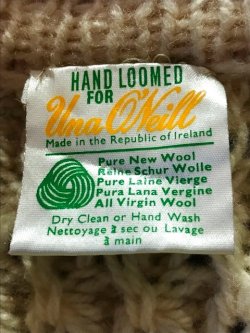 HAND LOOMED
FOR
Una O'Neill
Made in the Republic of Ireland
Pure New Wool
Reine Schur Wolle
Pure Laine Vierge
Pura Lana Vergine
All Virgin Wool
Dry Clean or Hand Wash
Nettoyage à sec ou Lavage
à main